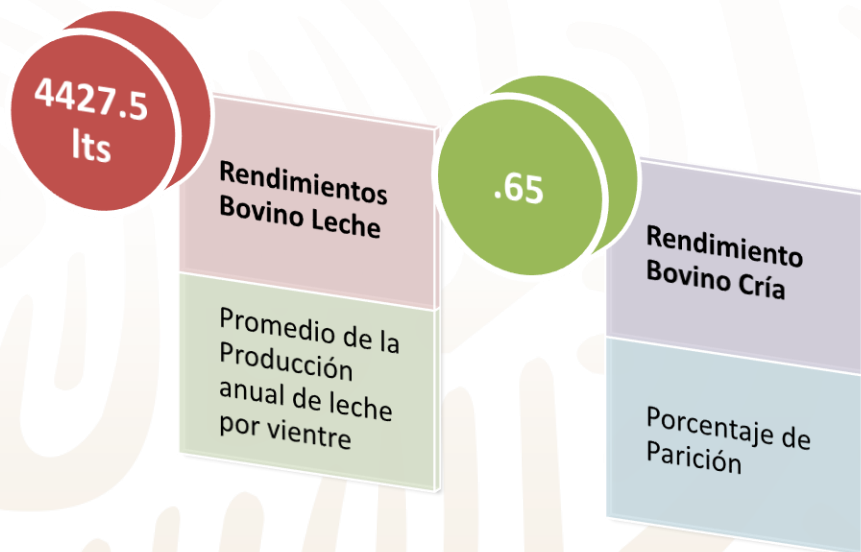 4427.5
lts
Rendimientos
Bovino Leche
Promedio de la
Producción
anual de leche
por vientre
.65
Rendimiento
Bovino Cría
Porcentaje de
Parición